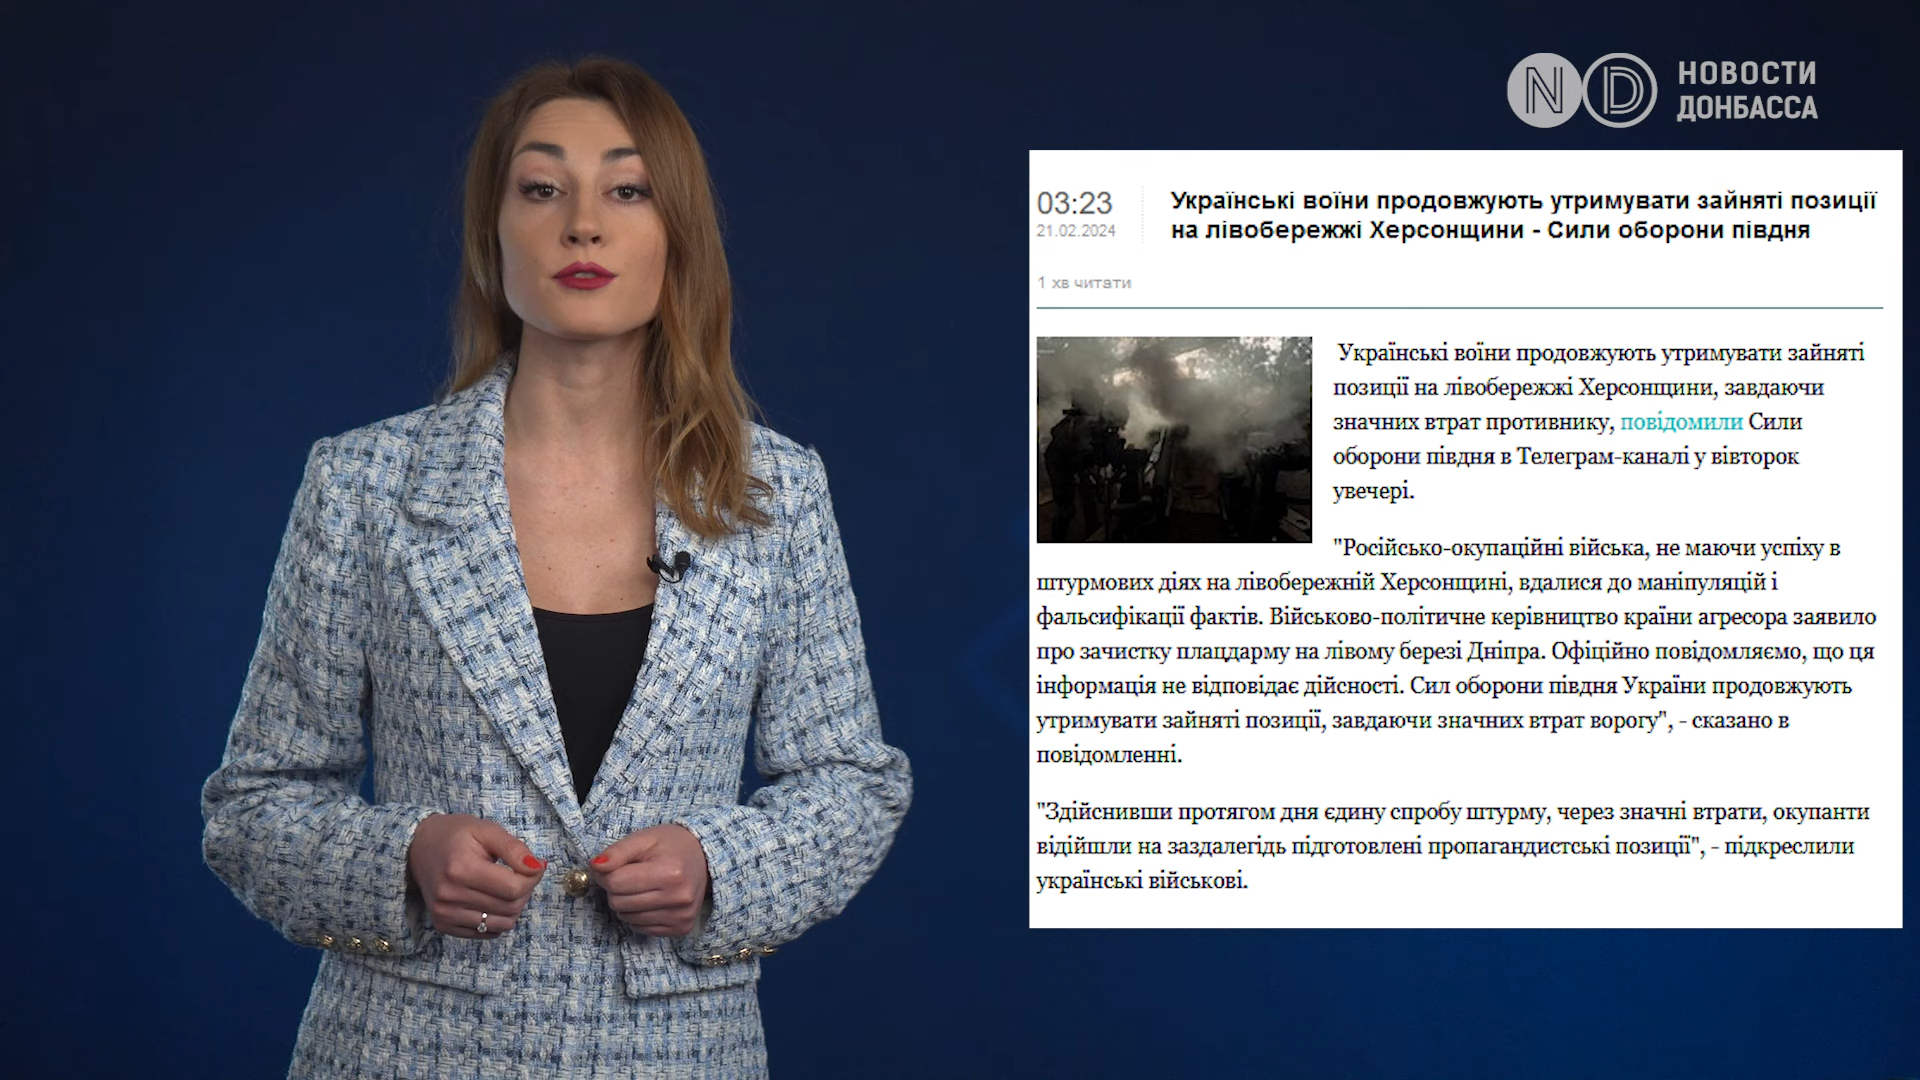 ND
НОВОСТИ
ДОНБАССА
03:23
21.02.2024
Українські воїни продовжують утримувати зайняті позиції
на лівобережжі Херсонщини - Сили оборони півдня
1 хв читати
Українські воїни продовжують утримувати зайняті
позиції на лівобережжі Херсонщини, завдаючи
значних втрат противнику, повідомили Сили
оборони півдня в Телеграм-каналі у вівторок
увечері.
"Російсько-окупаційні війська, не маючи успіху в
штурмових діях на лівобережній Херсонщині, вдалися до маніпуляцій і
фальсифікації фактів. Військово-політичне керівництво країни агресора заявило
про зачистку плацдарму на лівому березі Дніпра. Офіційно повідомляємо, що ця
інформація не відповідає дійсності. Сил оборони півдня України продовжують
утримувати зайняті позиції, завдаючи значних втрат ворогу", - сказано в
повідомленні.
"Здійснивши протягом дня єдину спробу штурму, через значні втрати, окупанти
відійшли на заздалегідь підготовлені пропагандистські позиції", - підкреслили
українські військові.